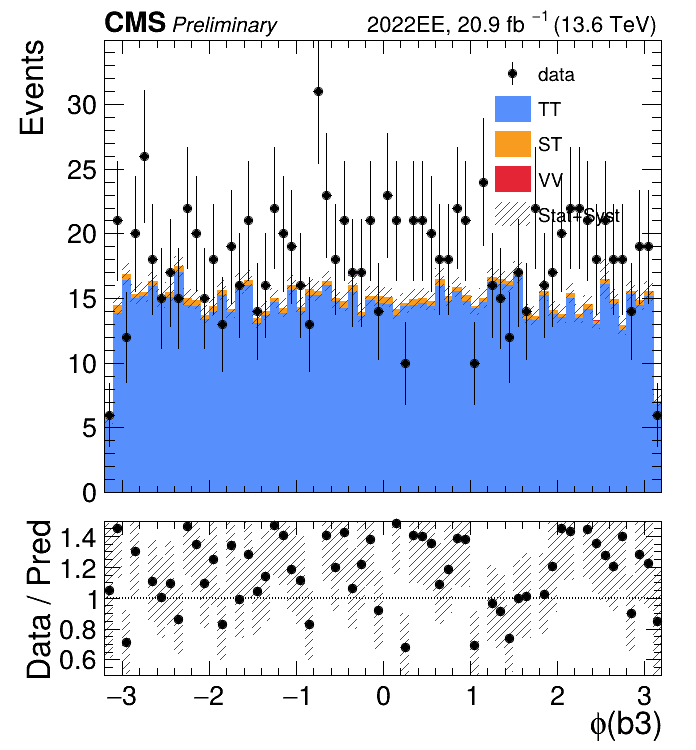 CMS Preliminary 2022EE, 20.9 fb⁻¹ (13.6 TeV)
Events
30
25
20
15
10
5
0
data
TT
ST
VV
Stat+Syst
Data / Pred
1.4
1.2
1
0.8
0.6
−3 −2 −1 0 1 2 3
ϕ(b3)